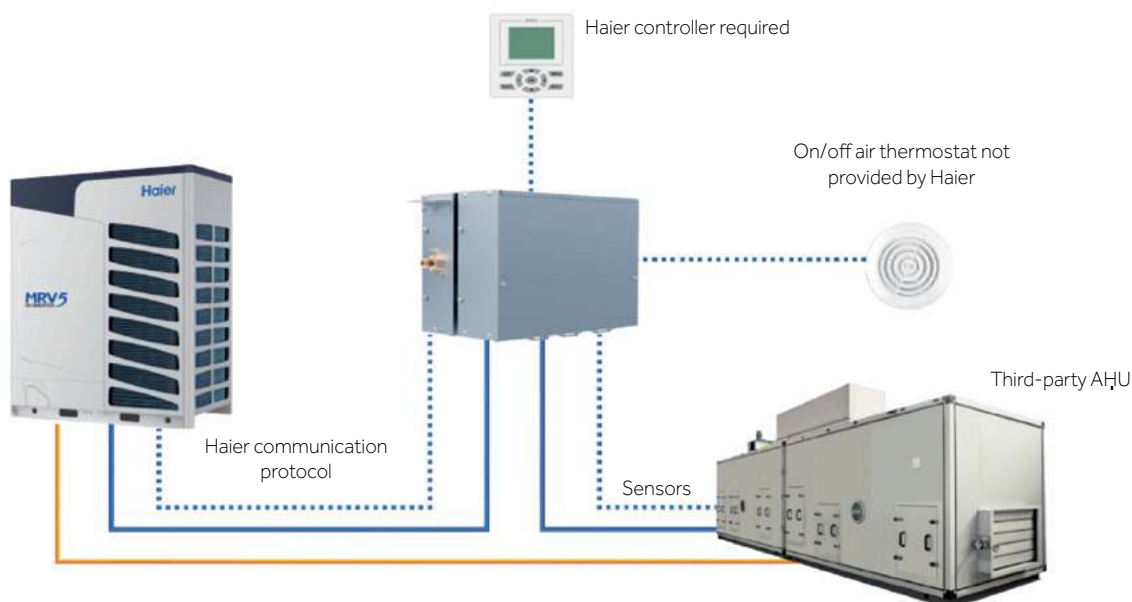 Haier controller required
On/off air thermostat not
provided by Haier
Haier
MRV5
Third-party AHU
Haier communication
protocol
Sensors